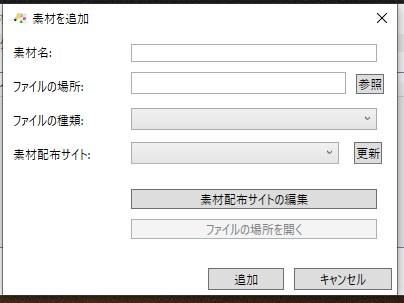 素材を追加
素材名:
ファイルの場所:
参照
ファイルの種類:
素材配布サイト:
更新
素材配布サイトの編集
ファイルの場所を開く
追加
キャンセル